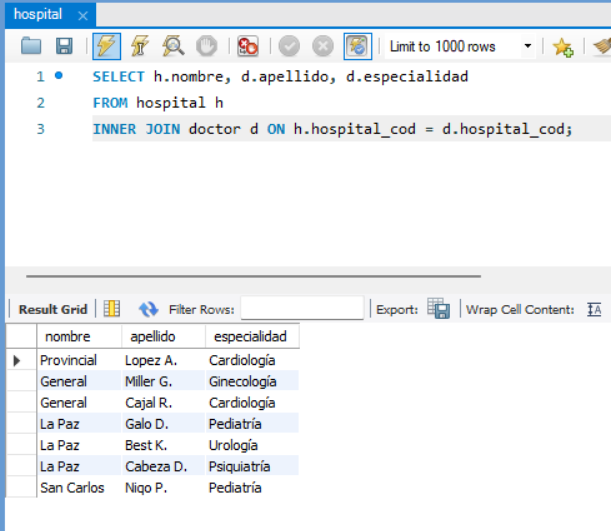 hospital
Limit to 1000 rows
1 SELECT h.nombre, d.apellido, d.especialidad
2 FROM hospital h
3 INNER JOIN doctor d ON h.hospital_cod = d.hospital_cod;
Result Grid Filter Rows: Export: Wrap Cell Content: IA
nombre apellido especialidad
Provincial Lopez A. Cardiología
General Miller G. Ginecología
General Cajal R. Cardiología
La Paz Galo D. Pediatría
La Paz Best K. Urología
La Paz Cabeza D. Psiquiatría
San Carlos Nigo P. Pediatría